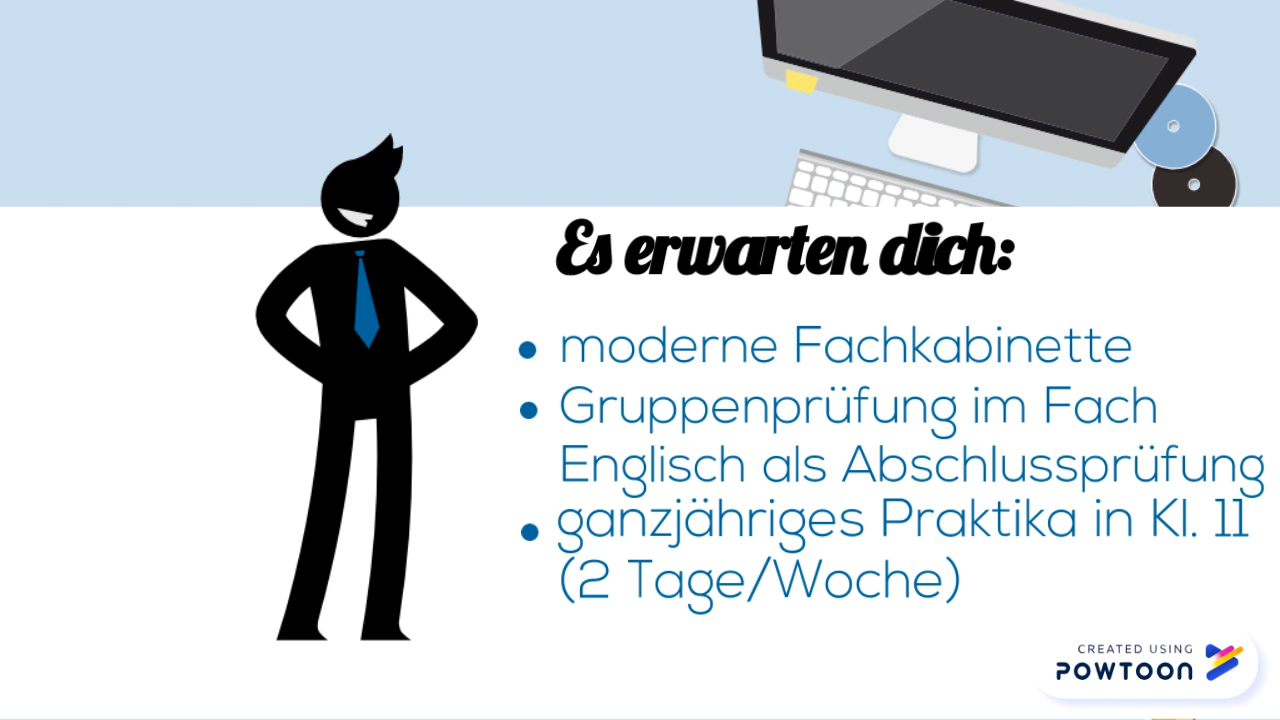 Es erwarten dich:
• moderne Fachkabinette
• Gruppenprüfung im Fach
Englisch als Abschlussprüfung
• ganzjähriges Praktika in Kl. 11
(2 Tage/Woche)
CREATED USING
POWTOON